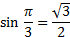 sin π/3 = √3/2